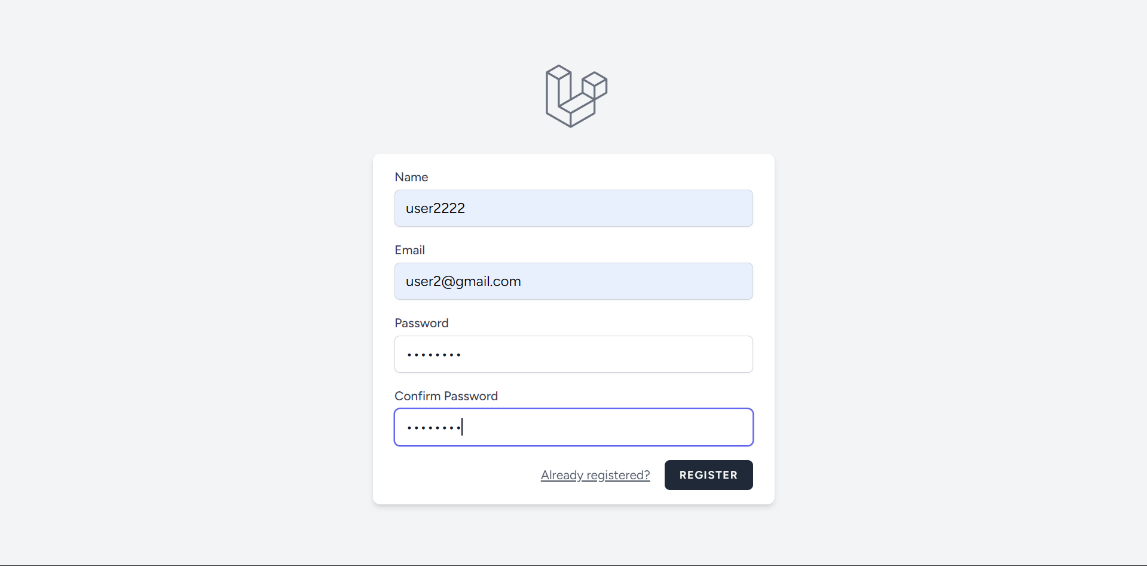 Name
user2222
Email
user2@gmail.com
Password
••••••••
Confirm Password
••••••••
Already registered? REGISTER